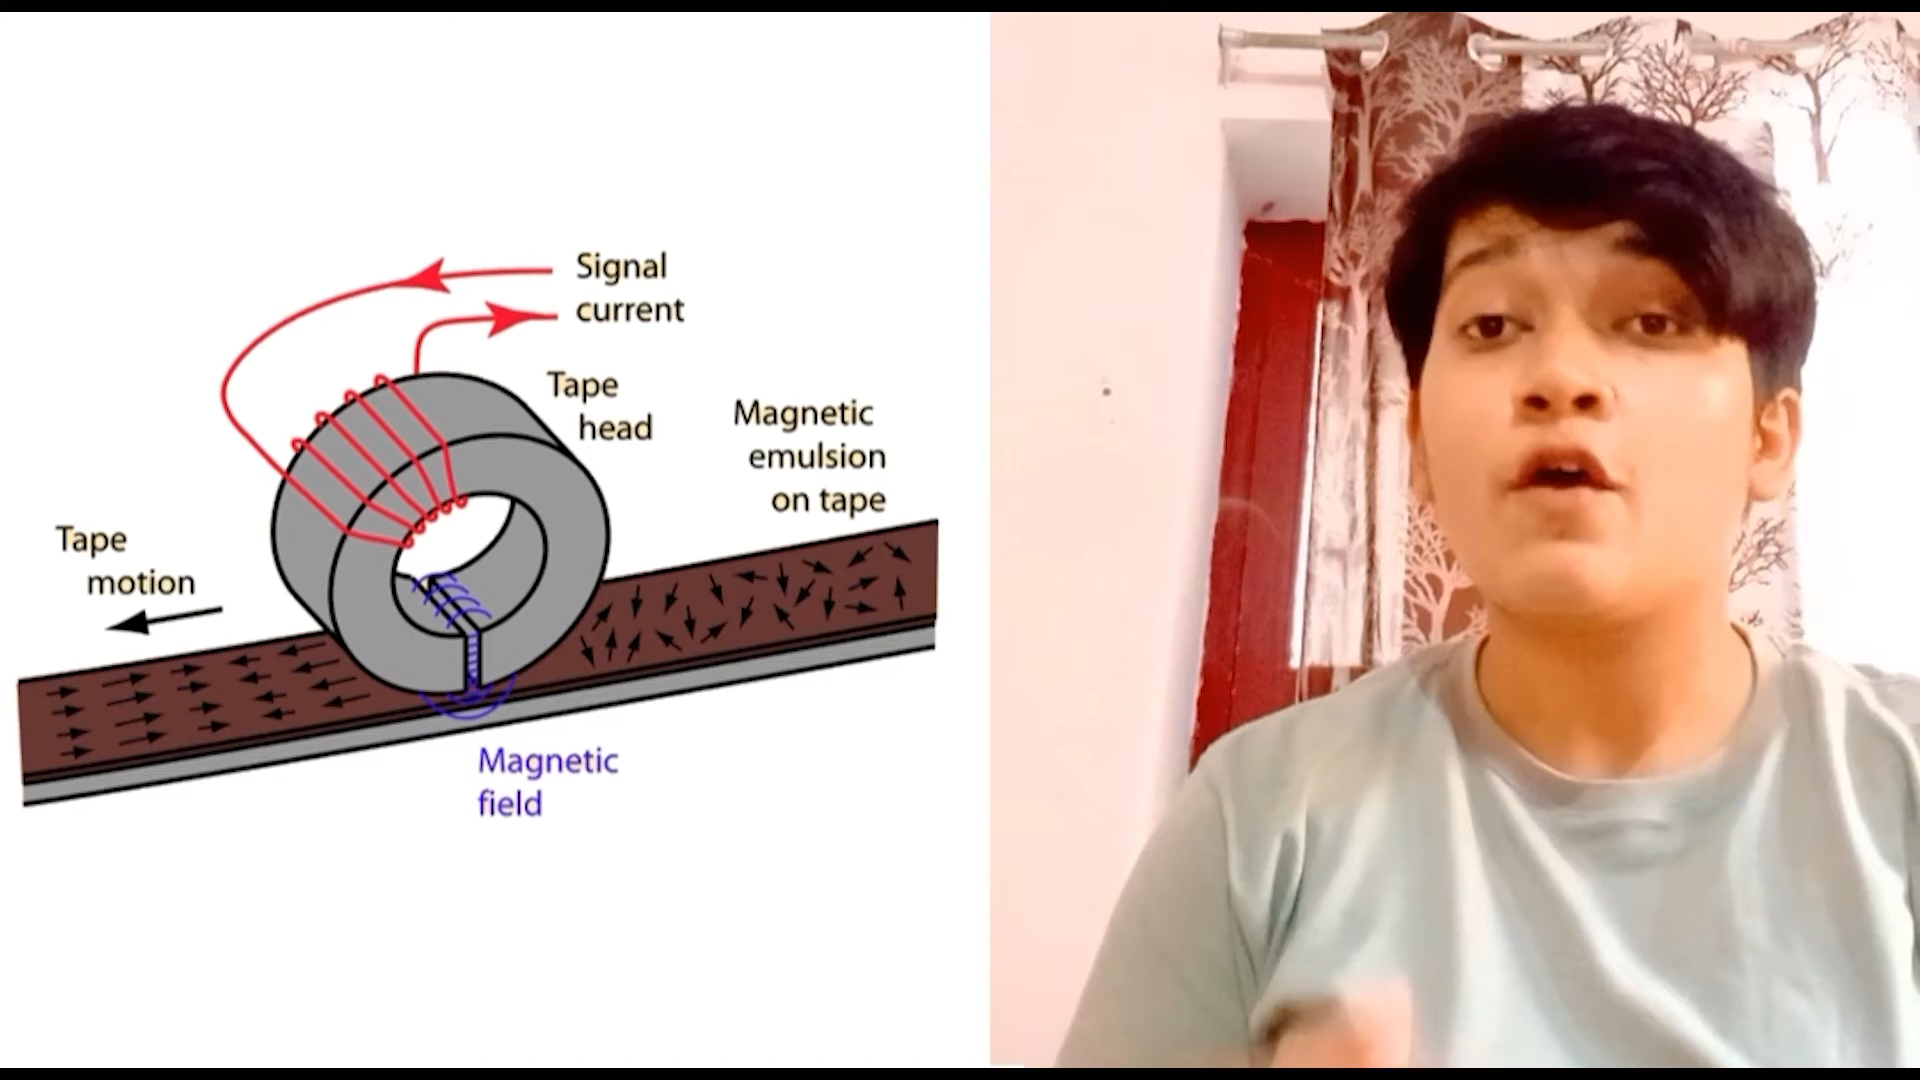 Signal
current
Tape
head
Magnetic
emulsion
on tape
Tape
motion
Magnetic
field